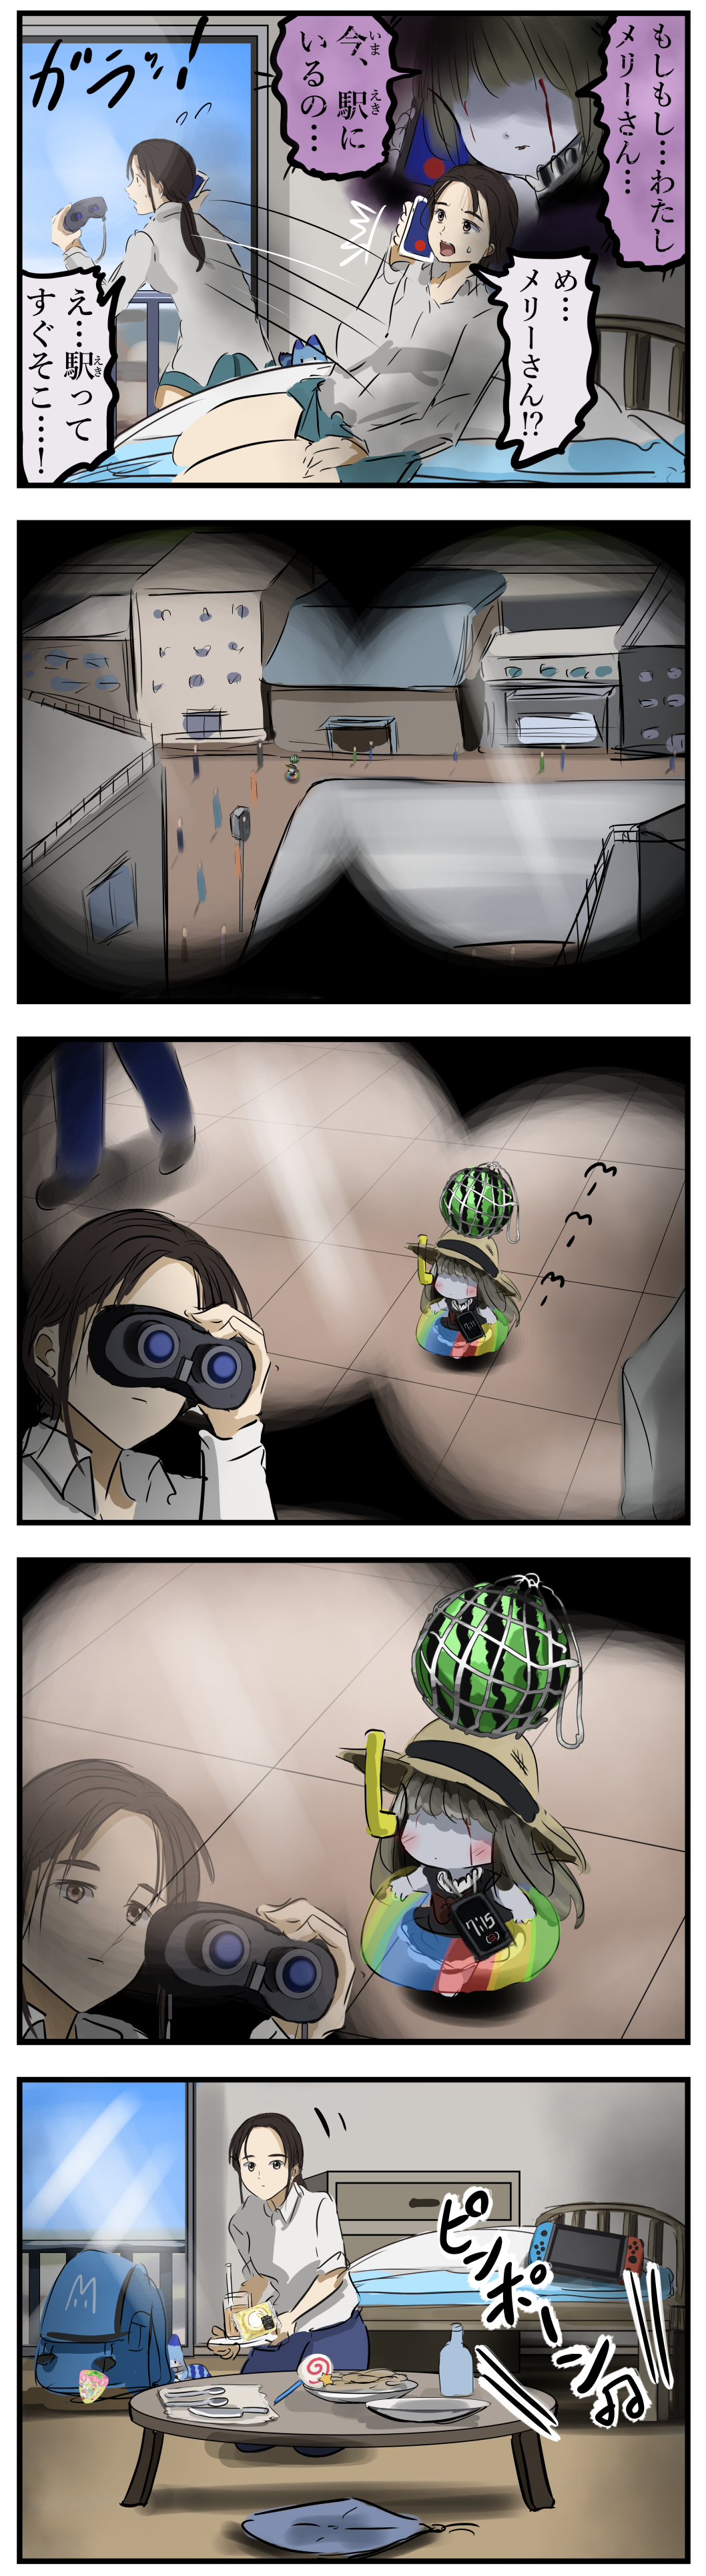 もしもし…わたし
メリーさん…
今、駅に
いるの…
め…
メリーさん!?
ガラッ!
え…駅って
すぐそこ…!
7:15
ピンポーン♫